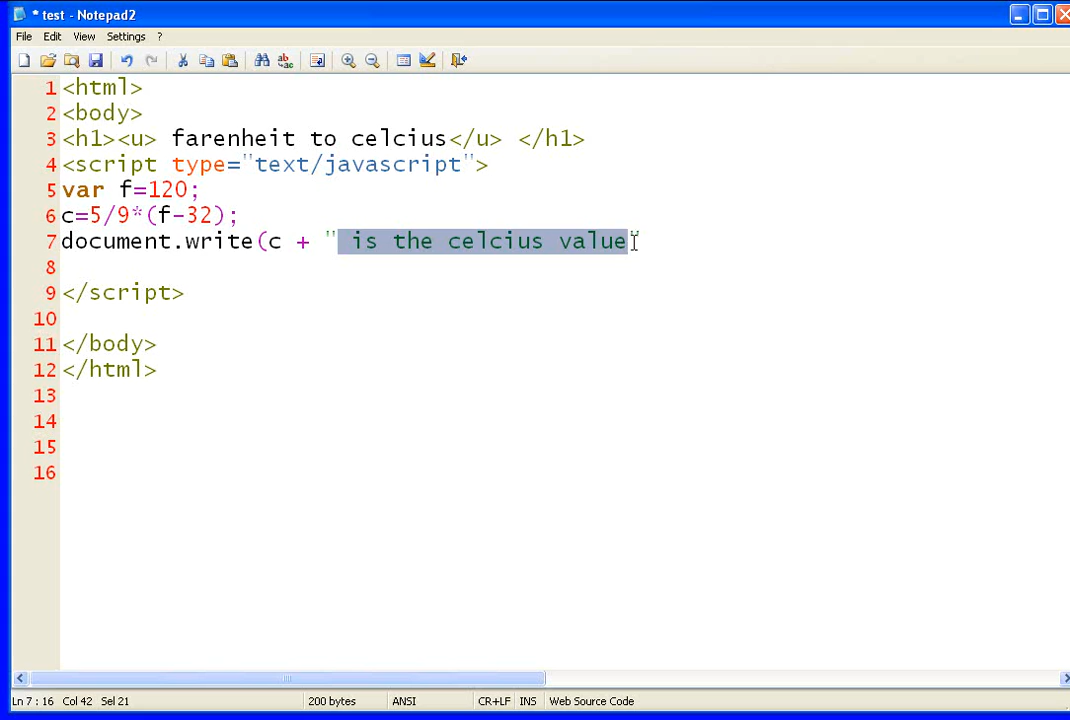 * test - Notepad2
File Edit View Settings ?
1 <html>
2 <body>
3 <h1><u> farenheit to celcius</u> </h1>
4 <script type="text/javascript">
5 var f=120;
6 c=5/9*(f-32);
7 document.write(c + " is the celcius value"
8
9 </script>
10
11 </body>
12 </html>
13
14
15
16
Ln 7 : 16 Col 42 Sel 21 200 bytes ANSI CR+LF INS Web Source Code